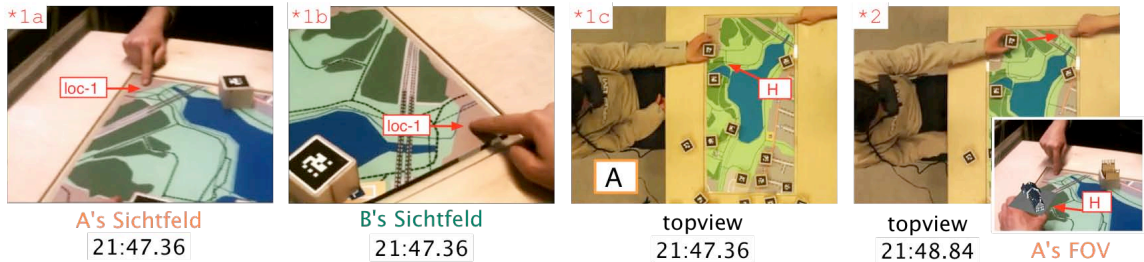 *1a
*1b
*1c
*2
loc-1
loc-1
H
A
H
A's Sichtfeld
21:47.36
B's Sichtfeld
21:47.36
topview
21:47.36
topview
21:48.84
A's FOV